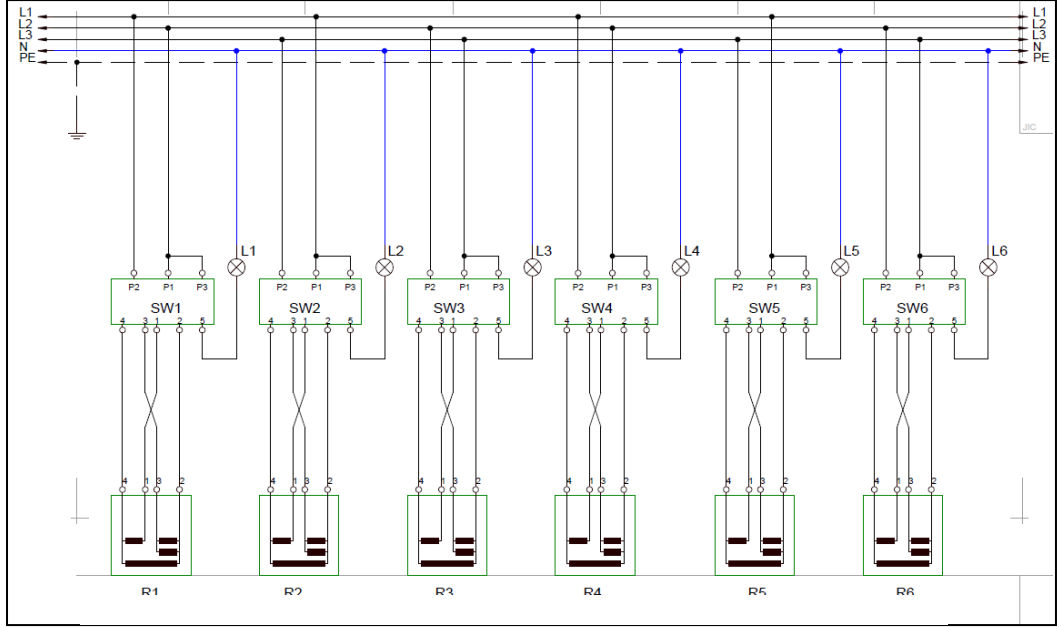 L1 L1
L2 L2
L3 L3
N N
PE PE
JIC
L1 L2 L3 L4 L5 L6
P2 P1 P3 P2 P1 P3 P2 P1 P3 P2 P1 P3 P2 P1 P3 P2 P1 P3
SW1 SW2 SW3 SW4 SW5 SW6
4 3 1 2 5 4 3 1 2 5 4 3 1 2 5 4 3 1 2 5 4 3 1 2 5 4 3 1 2 5
4 1 3 2 4 1 3 2 4 1 3 2 4 1 3 2 4 1 3 2 4 1 3 2
R1 R2 R3 R4 R5 R6